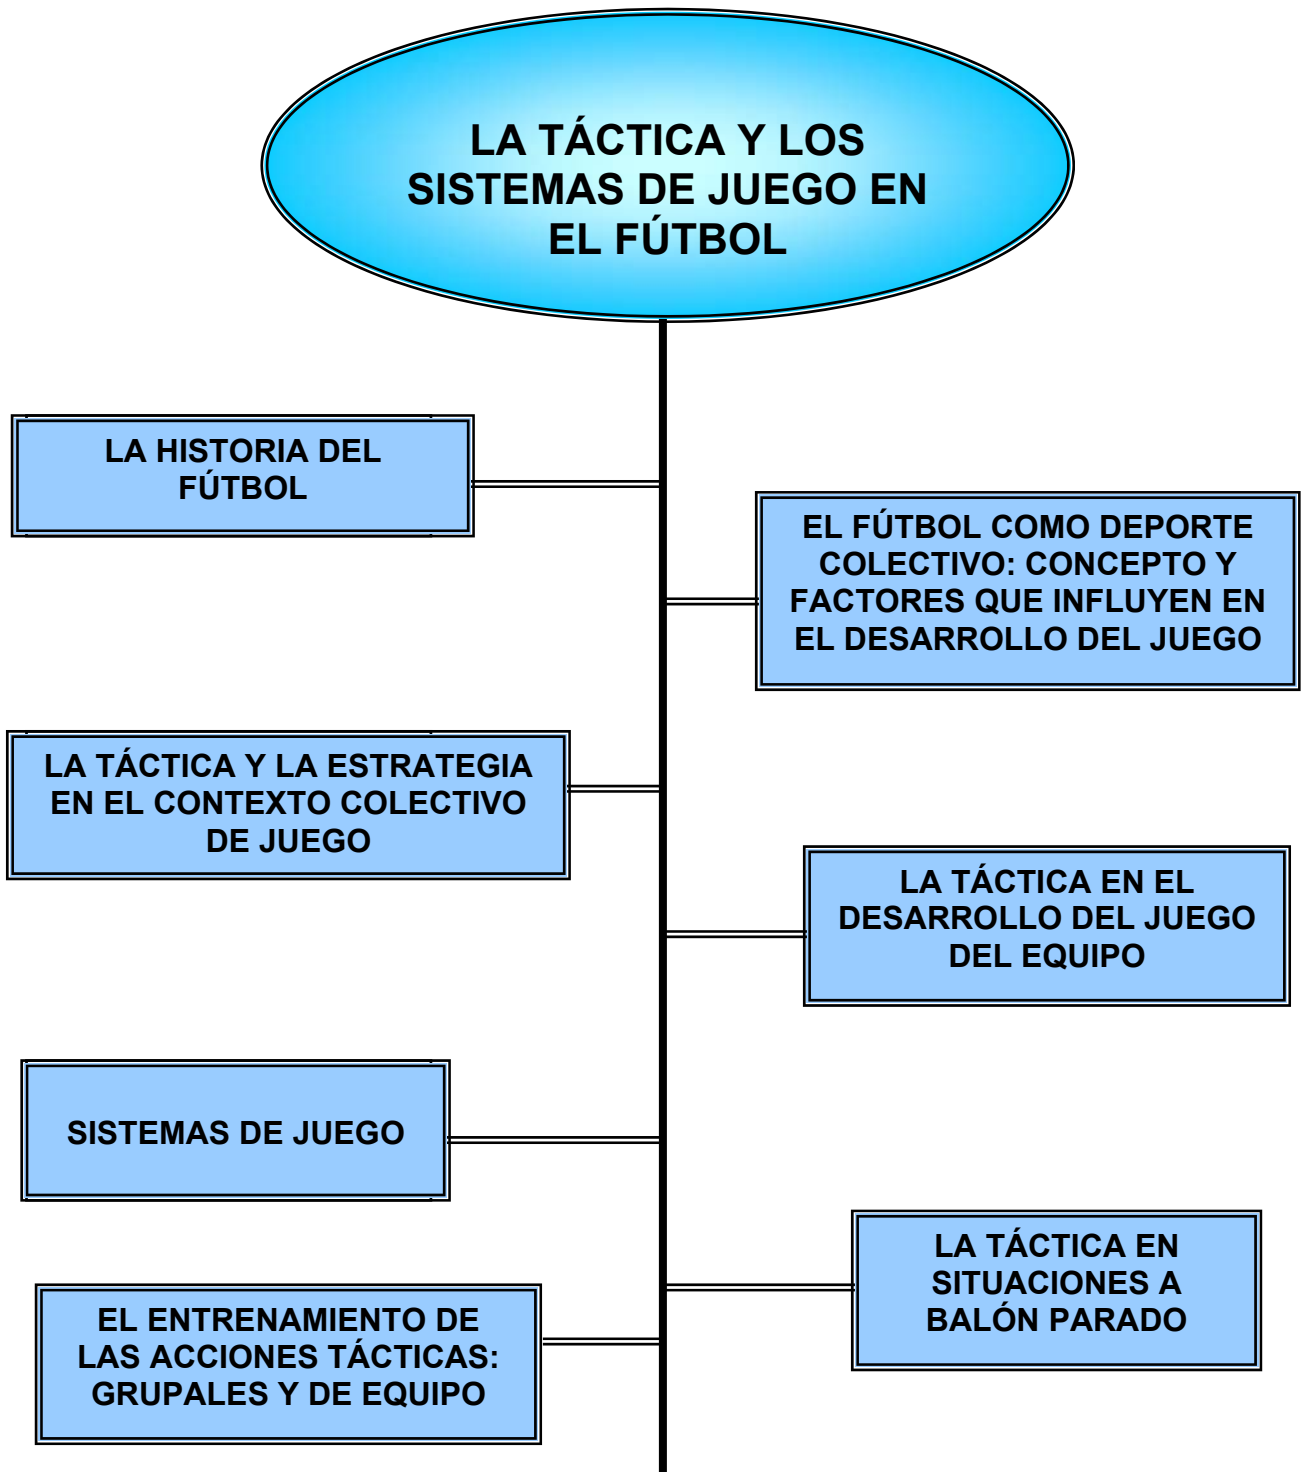 LA TÁCTICA Y LOS
SISTEMAS DE JUEGO EN
EL FÚTBOL
LA HISTORIA DEL
FÚTBOL
EL FÚTBOL COMO DEPORTE
COLECTIVO: CONCEPTO Y
FACTORES QUE INFLUYEN EN
EL DESARROLLO DEL JUEGO
LA TÁCTICA Y LA ESTRATEGIA
EN EL CONTEXTO COLECTIVO
DE JUEGO
LA TÁCTICA EN EL
DESARROLLO DEL JUEGO
DEL EQUIPO
SISTEMAS DE JUEGO
LA TÁCTICA EN
SITUACIONES A
BALÓN PARADO
EL ENTRENAMIENTO DE
LAS ACCIONES TÁCTICAS:
GRUPALES Y DE EQUIPO